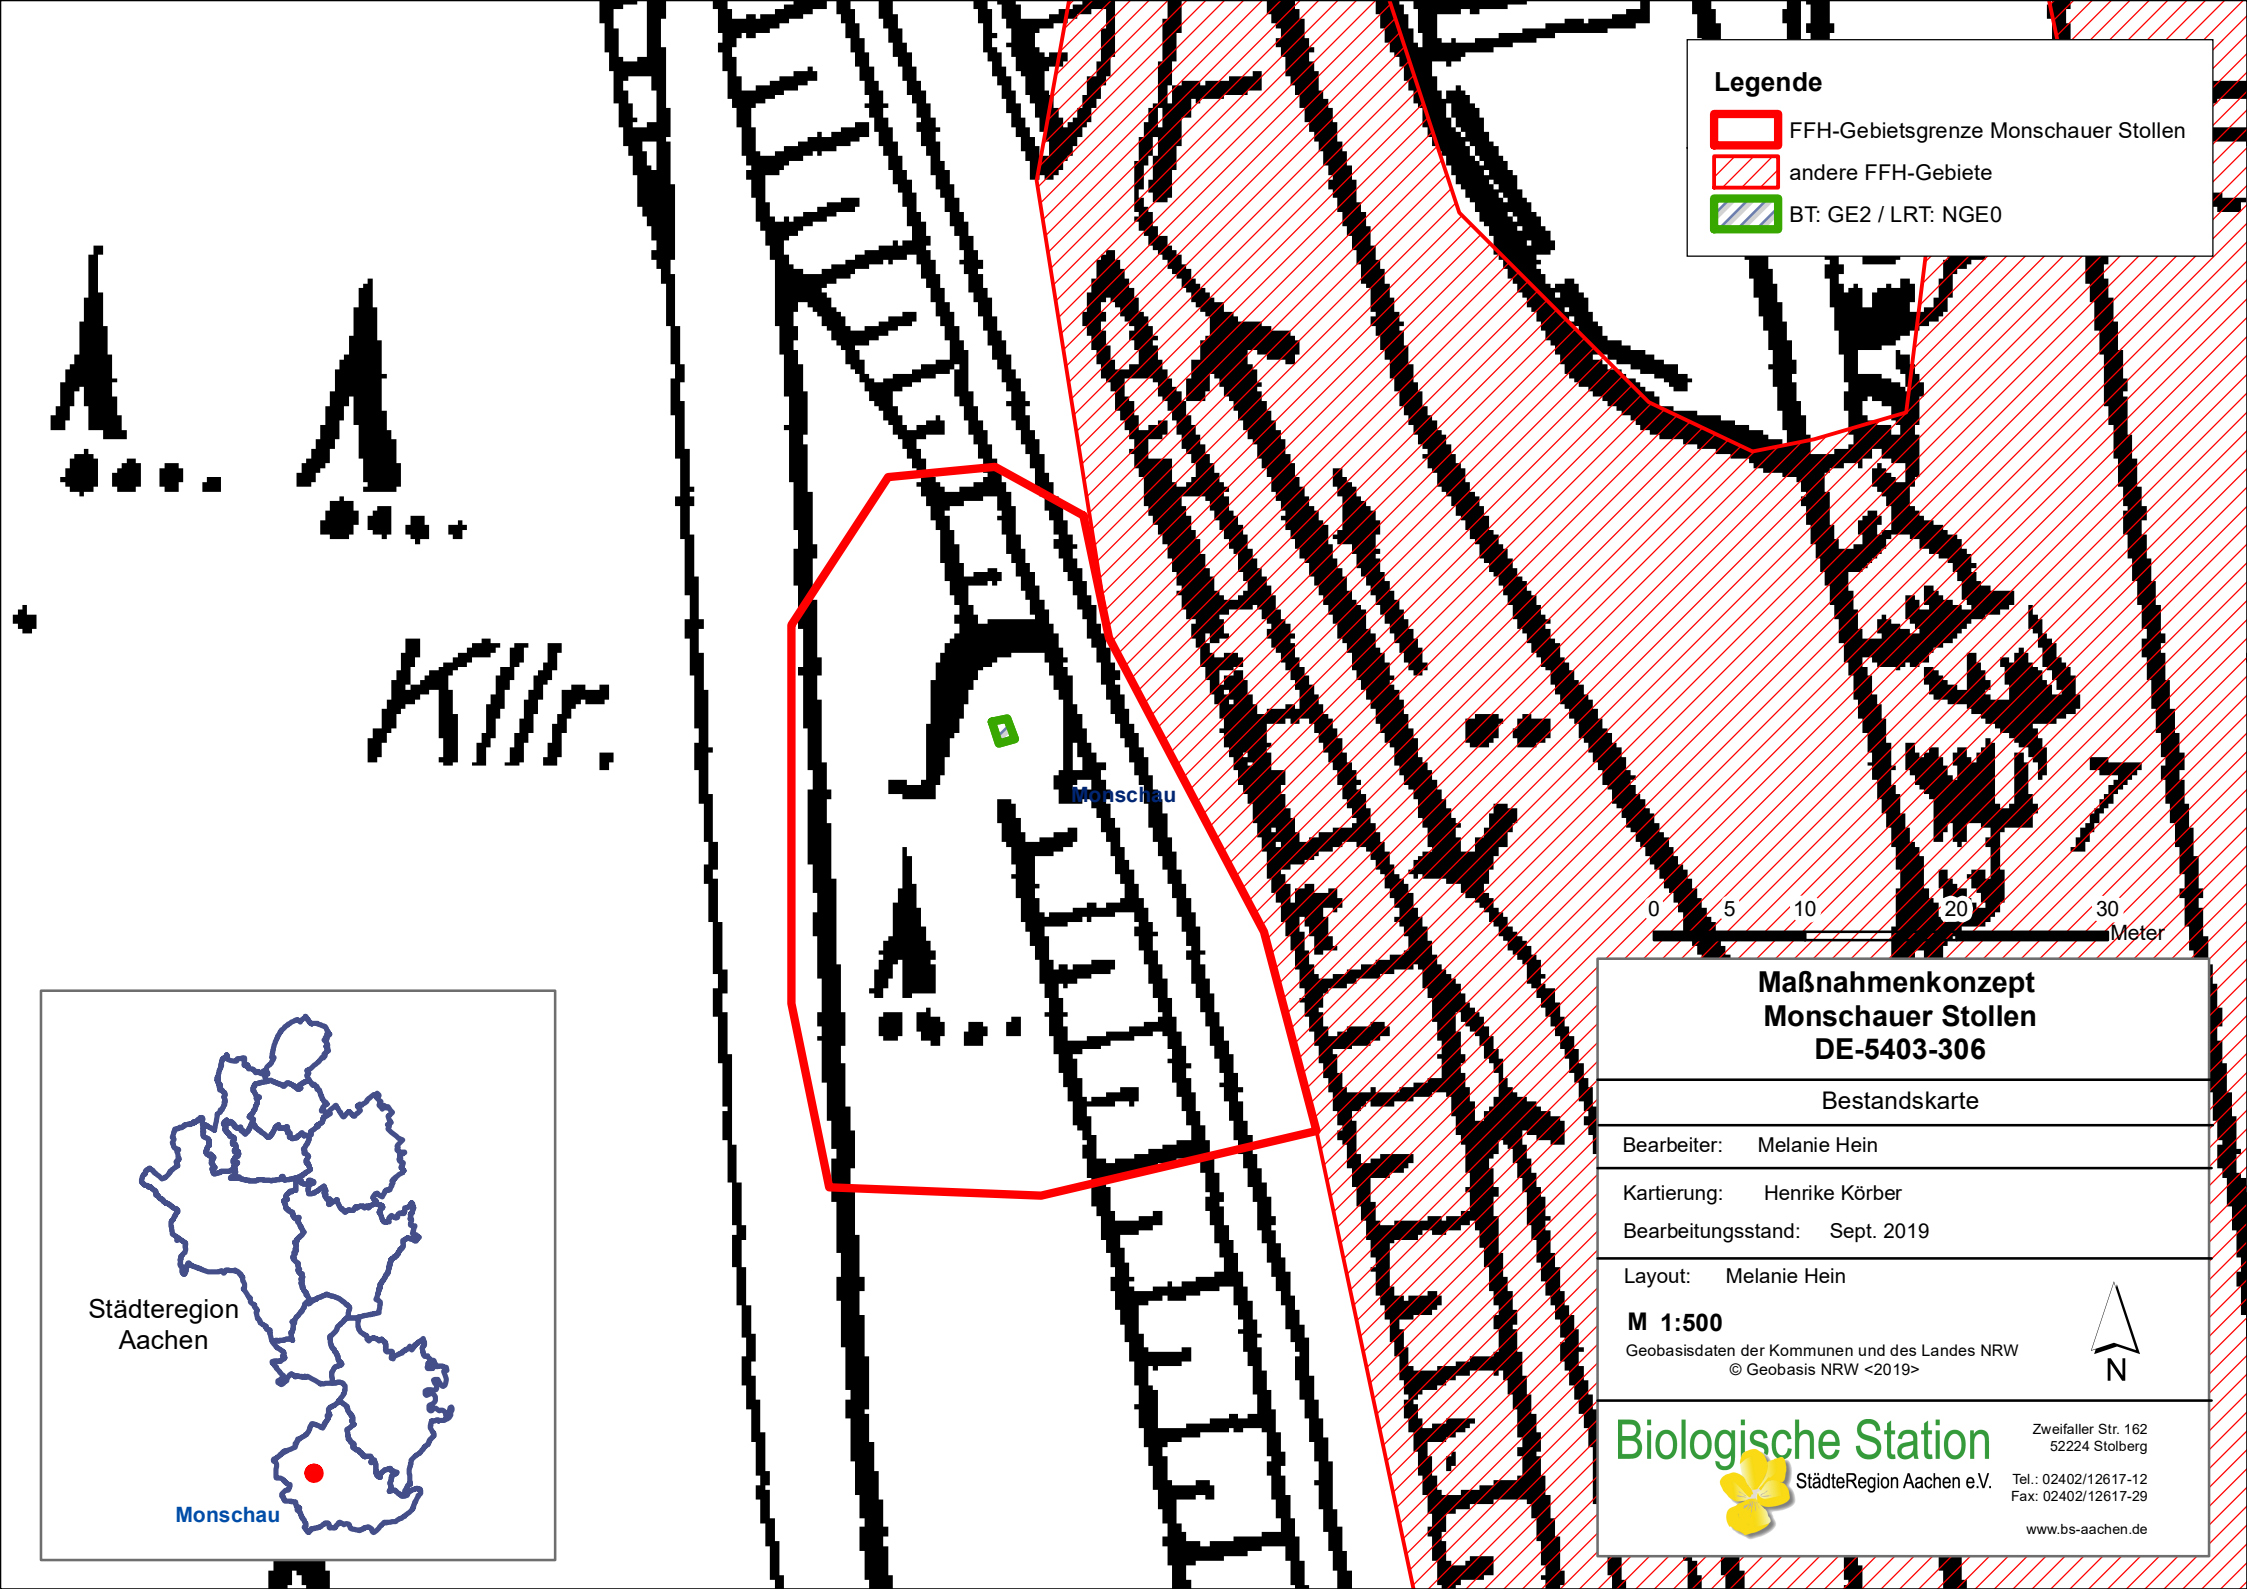 Legende
FFH-Gebietsgrenze Monschauer Stollen
andere FFH-Gebiete
BT: GE2 / LRT: NGE0
Kllr.
Monschau
0 5 10 20 30
Meter
Maßnahmenkonzept
Monschauer Stollen
DE-5403-306
Bestandskarte
Bearbeiter: Melanie Hein
Kartierung: Henrike Körber
Bearbeitungsstand: Sept. 2019
Layout: Melanie Hein
M 1:500
Geobasisdaten der Kommunen und des Landes NRW
© Geobasis NRW <2019>
N
Biologische Station
StädteRegion Aachen e.V.
Zweifaller Str. 162
52224 Stolberg
Tel.: 02402/12617-12
Fax: 02402/12617-29
www.bs-aachen.de
Städteregion
Aachen
Monschau